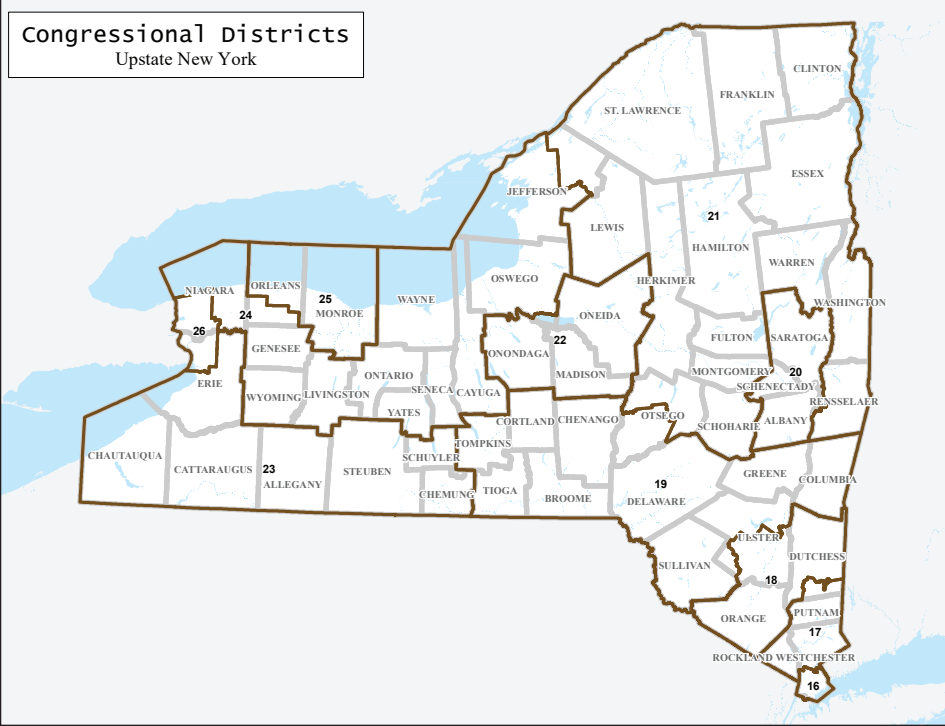 Congressional Districts
Upstate New York
CLINTON
FRANKLIN
ST. LAWRENCE
ESSEX
JEFFERSON
21
LEWIS
HAMILTON
WARREN
OSWEGO
HERKIMER
NIAGARA
ORLEANS
25
WAYNE
WASHINGTON
24
MONROE
ONEIDA
26
FULTON
SARATOGA
22
GENESEE
ONONDAGA
MADISON
MONTGOMERY
20
ONTARIO
SCHENECTADY
ERIE
SENECA
CAYUGA
WYOMING
LIVINGSTON
RENSSELAER
YATES
OTSEGO
CORTLAND
CHENANGO
ALBANY
SCHOHARIE
TOMPKINS
CHAUTAUQUA
SCHUYLER
CATTARAUGUS
23
STEUBEN
GREENE
COLUMBIA
ALLEGANY
19
CHEMUNG
TIOGA
BROOME
DELAWARE
ULSTER
DUTCHESS
SULLIVAN
18
PUTNAM
ORANGE
17
ROCKLAND
WESTCHESTER
16